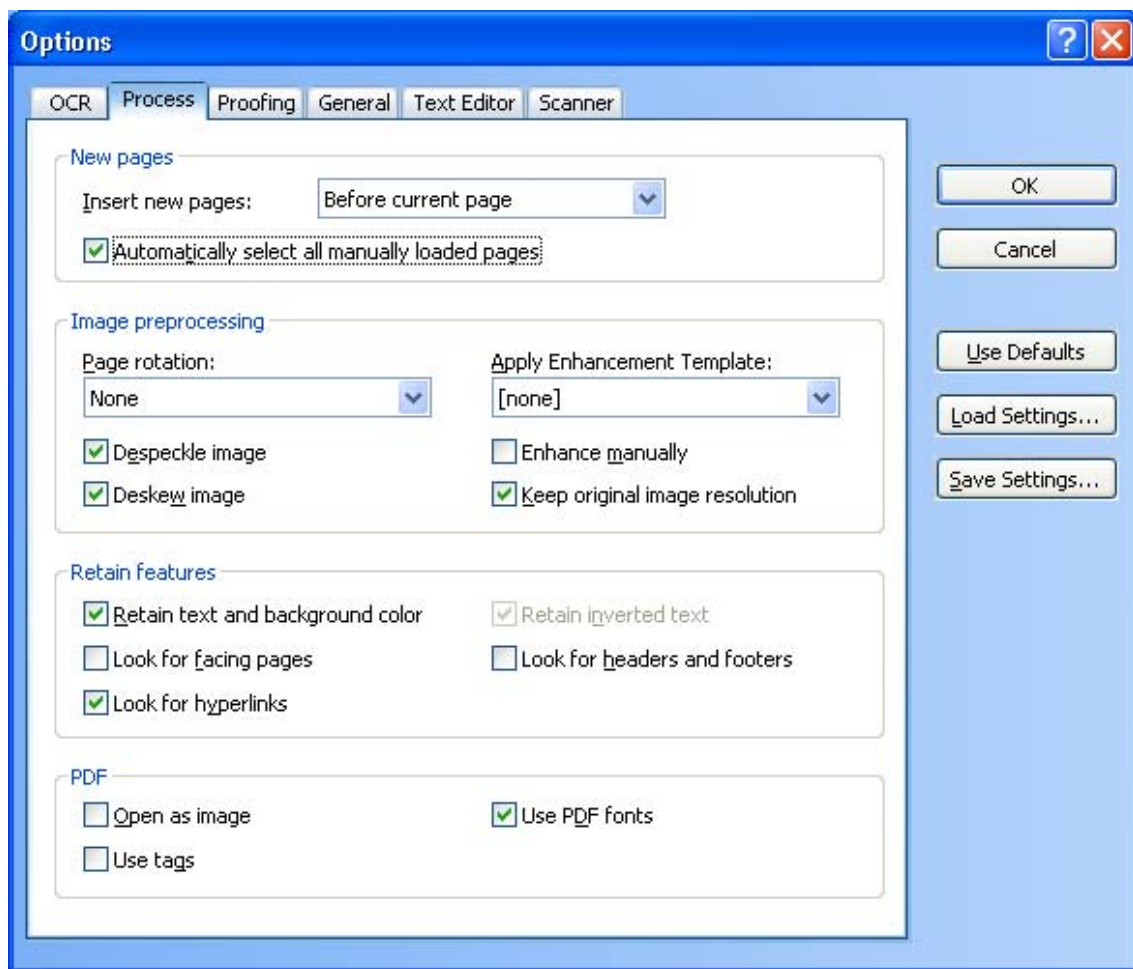 Options
OCR Process Proofing General Text Editor Scanner
New pages
Insert new pages: Before current page
Automatically select all manually loaded pages
Image preprocessing
Page rotation: Apply Enhancement Template:
None [none]
Despeckle image Enhance manually
Deskew image Keep original image resolution
Retain features
Retain text and background color Retain inverted text
Look for facing pages Look for headers and footers
Look for hyperlinks
PDF
Open as image Use PDF fonts
Use tags
OK
Cancel
Use Defaults
Load Settings...
Save Settings...